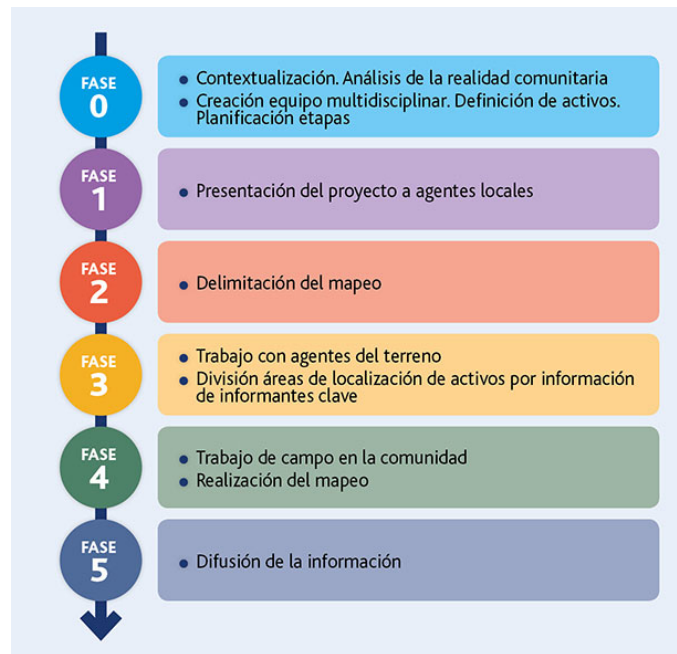 FASE
0
• Contextualización. Análisis de la realidad comunitaria
• Creación equipo multidisciplinar. Definición de activos.
Planificación etapas
FASE
1
• Presentación del proyecto a agentes locales
FASE
2
• Delimitación del mapeo
FASE
3
• Trabajo con agentes del terreno
• División áreas de localización de activos por información
de informantes clave
FASE
4
• Trabajo de campo en la comunidad
• Realización del mapeo
FASE
5
• Difusión de la información